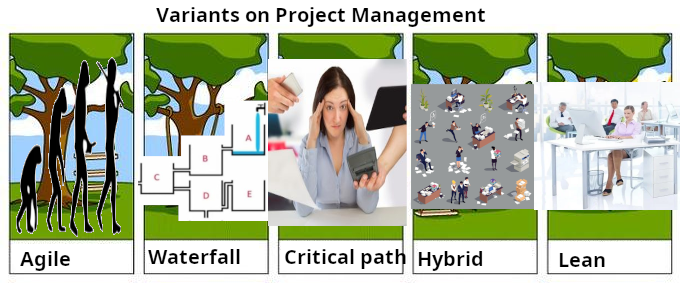 Variants on Project Management
A
B
C
D
E
Agile
Waterfall
Critical path
Hybrid
Lean